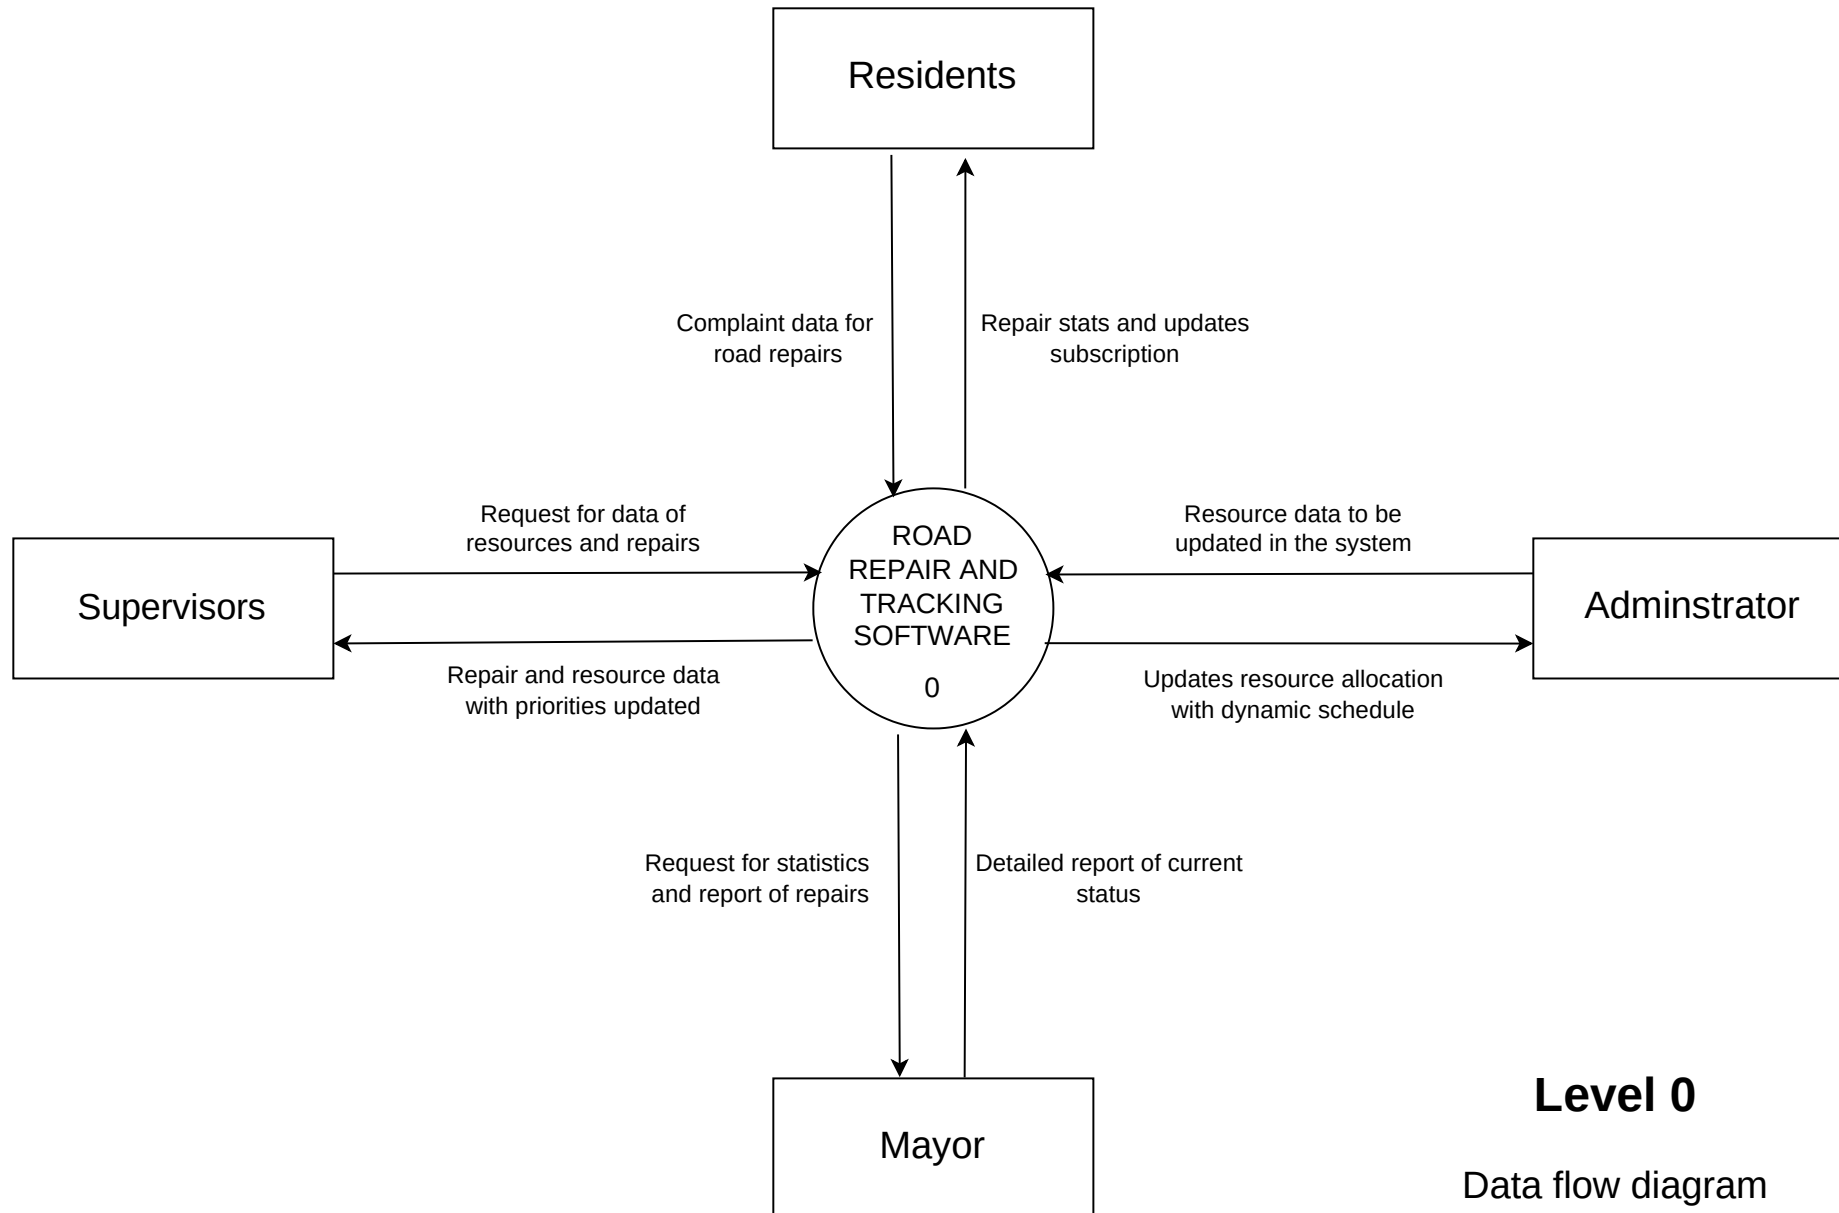 Residents
Complaint data for
road repairs
Repair stats and updates
subscription
Request for data of
resources and repairs
ROAD
REPAIR AND
TRACKING
SOFTWARE
0
Resource data to be
updated in the system
Supervisors
Adminstrator
Repair and resource data
with priorities updated
Updates resource allocation
with dynamic schedule
Request for statistics
and report of repairs
Detailed report of current
status
Mayor
Level 0
Data flow diagram